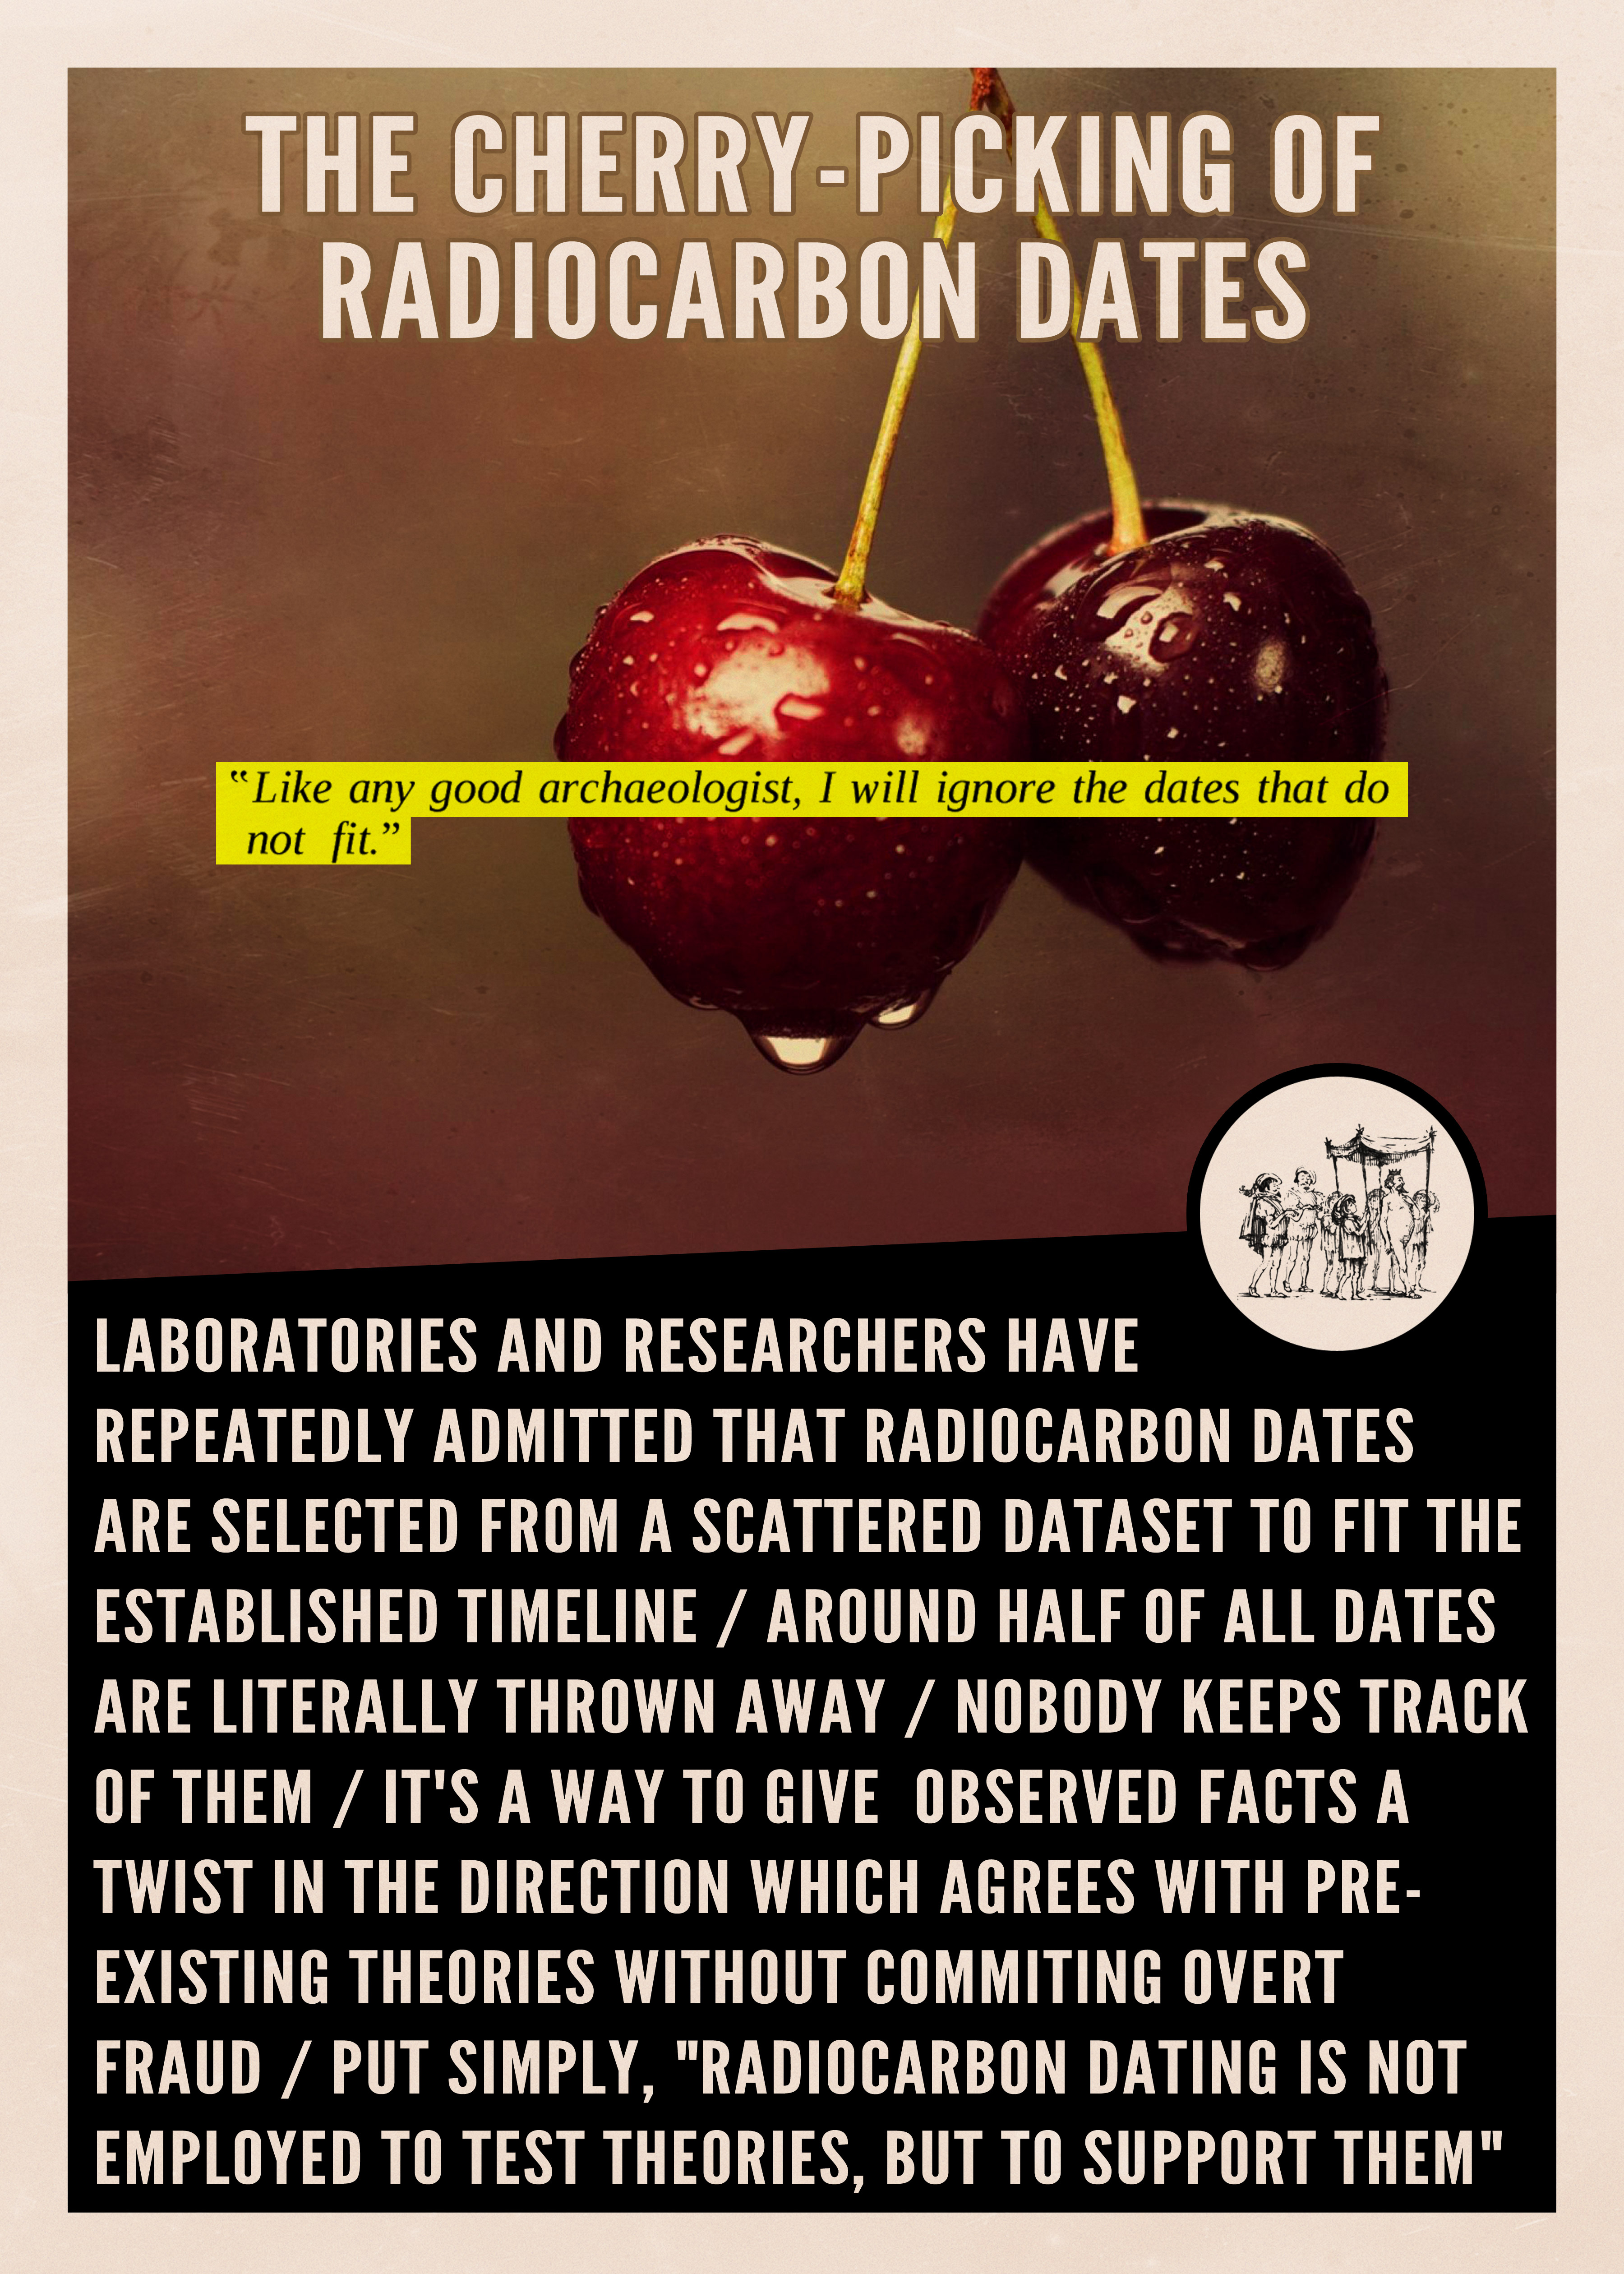 THE CHERRY-PICKING OF
RADIOCARBON DATES
“Like any good archaeologist, I will ignore the dates that do
not fit.”
LABORATORIES AND RESEARCHERS HAVE
REPEATEDLY ADMITTED THAT RADIOCARBON DATES
ARE SELECTED FROM A SCATTERED DATASET TO FIT THE
ESTABLISHED TIMELINE / AROUND HALF OF ALL DATES
ARE LITERALLY THROWN AWAY / NOBODY KEEPS TRACK
OF THEM / IT'S A WAY TO GIVE  OBSERVED FACTS A
TWIST IN THE DIRECTION WHICH AGREES WITH PRE-
EXISTING THEORIES WITHOUT COMMITING OVERT
FRAUD / PUT SIMPLY, "RADIOCARBON DATING IS NOT
EMPLOYED TO TEST THEORIES, BUT TO SUPPORT THEM"